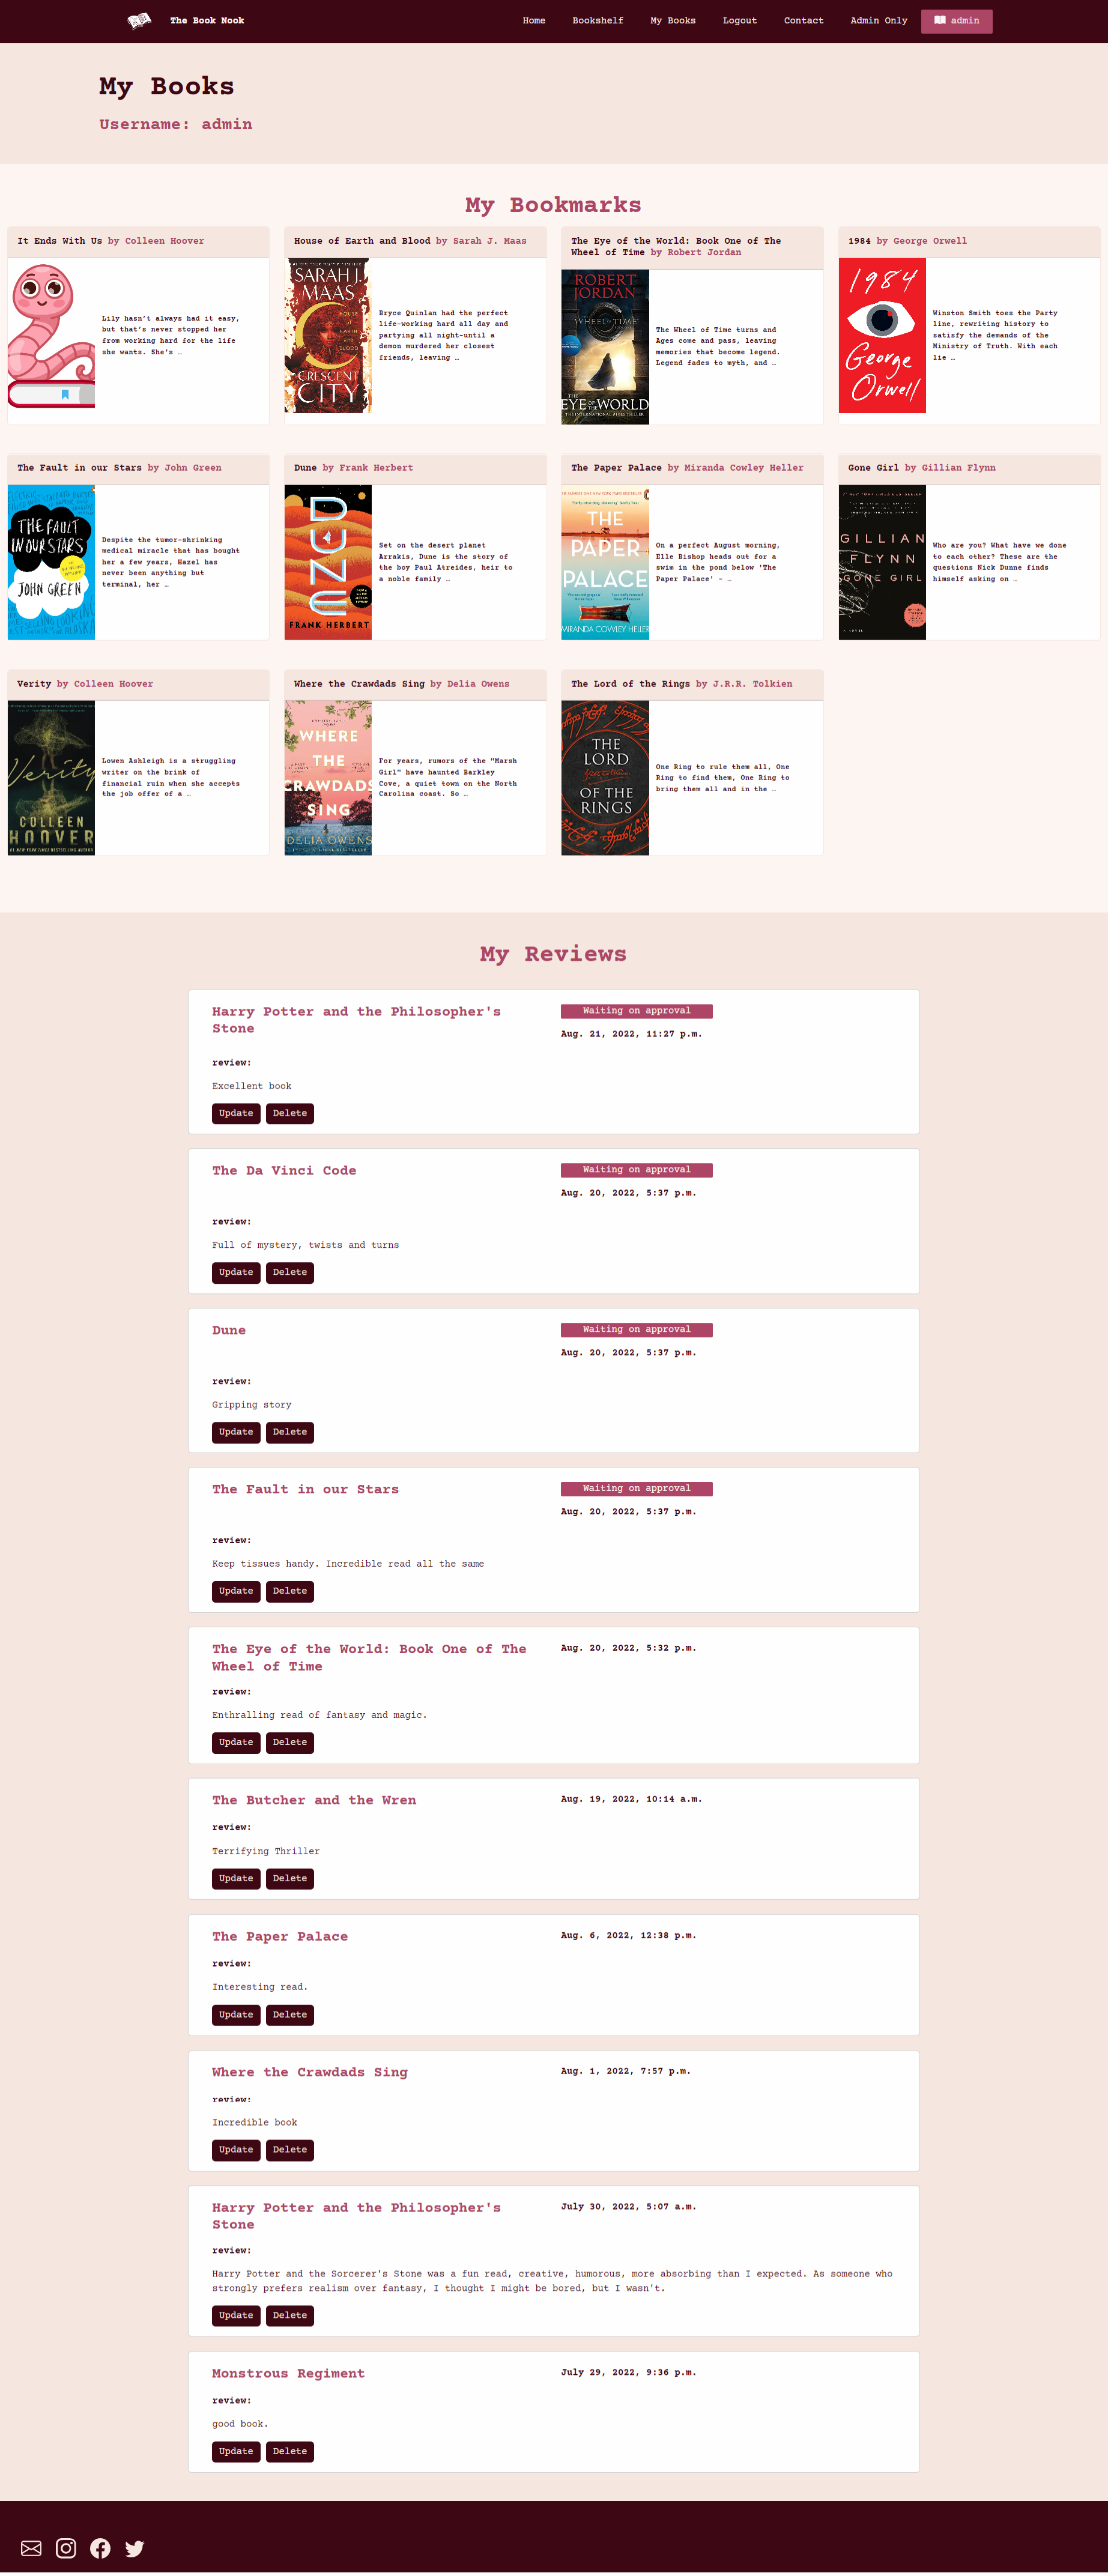 The Book Nook
Home Bookshelf My Books Logout Contact Admin Only admin
My Books
Username: admin
My Bookmarks
It Ends With Us by Colleen Hoover
Lily hasn’t always had it easy,
but that’s never stopped her
from working hard for the life
she wants. She’s …
House of Earth and Blood by Sarah J. Maas
SARAH J.
MAAS
HOUSE
OF
EARTH
AND
BLOOD
CRESCENT
CITY
Bryce Quinlan had the perfect
life-working hard all day and
partying all night-until a
demon murdered her closest
friends, leaving …
The Eye of the World: Book One of The
Wheel of Time by Robert Jordan
ROBERT
JORDAN
WHEEL OF TIME
THE
EYE OF THE WORLD
THE INTERNATIONAL BESTSELLER
The Wheel of Time turns and
Ages come and pass, leaving
memories that become legend.
Legend fades to myth, and …
1984 by George Orwell
1984
George
Orwell
Winston Smith toes the Party
line, rewriting history to
satisfy the demands of the
Ministry of Truth. With each
lie …
The Fault in our Stars by John Green
THE FAULT
IN OUR STARS
JOHN GREEN
Despite the tumor-shrinking
medical miracle that has bought
her a few years, Hazel has
never been anything but
terminal, her …
Dune by Frank Herbert
DUNE
FRANK HERBERT
Set on the desert planet
Arrakis, Dune is the story of
the boy Paul Atreides, heir to
a noble family …
The Paper Palace by Miranda Cowley Heller
THE
PAPER
PALACE
MIRANDA COWLEY HELLER
On a perfect August morning,
Elle Bishop heads out for a
swim in the pond below 'The
Paper Palace' - …
Gone Girl by Gillian Flynn
GILLIAN
FLYNN
GONE GIRL
Who are you? What have we done
to each other? These are the
questions Nick Dunne finds
himself asking on …
Verity by Colleen Hoover
Verity
COLLEEN
HOOVER
#1 NEW YORK TIMES BESTSELLING AUTHOR
Lowen Ashleigh is a struggling
writer on the brink of
financial ruin when she accepts
the job offer of a …
Where the Crawdads Sing by Delia Owens
WHERE
THE
CRAWDADS
SING
DELIA OWENS
For years, rumors of the "Marsh
Girl" have haunted Barkley
Cove, a quiet town on the North
Carolina coast. So …
The Lord of the Rings by J.R.R. Tolkien
THE
LORD
OF THE
RINGS
One Ring to rule them all, One
Ring to find them, One Ring to
bring them all and in the …
My Reviews
Harry Potter and the Philosopher's
Stone
Waiting on approval
Aug. 21, 2022, 11:27 p.m.
review:
Excellent book
Update Delete
The Da Vinci Code
Waiting on approval
Aug. 20, 2022, 5:37 p.m.
review:
Full of mystery, twists and turns
Update Delete
Dune
Waiting on approval
Aug. 20, 2022, 5:37 p.m.
review:
Gripping story
Update Delete
The Fault in our Stars
Waiting on approval
Aug. 20, 2022, 5:37 p.m.
review:
Keep tissues handy. Incredible read all the same
Update Delete
The Eye of the World: Book One of The
Wheel of Time
Aug. 20, 2022, 5:32 p.m.
review:
Enthralling read of fantasy and magic.
Update Delete
The Butcher and the Wren
Aug. 19, 2022, 10:14 a.m.
review:
Terrifying Thriller
Update Delete
The Paper Palace
Aug. 6, 2022, 12:38 p.m.
review:
Interesting read.
Update Delete
Where the Crawdads Sing
Aug. 1, 2022, 7:57 p.m.
review:
Incredible book
Update Delete
Harry Potter and the Philosopher's
Stone
July 30, 2022, 5:07 a.m.
review:
Harry Potter and the Sorcerer's Stone was a fun read, creative, humorous, more absorbing than I expected. As someone who
strongly prefers realism over fantasy, I thought I might be bored, but I wasn't.
Update Delete
Monstrous Regiment
July 29, 2022, 9:36 p.m.
review:
good book.
Update Delete